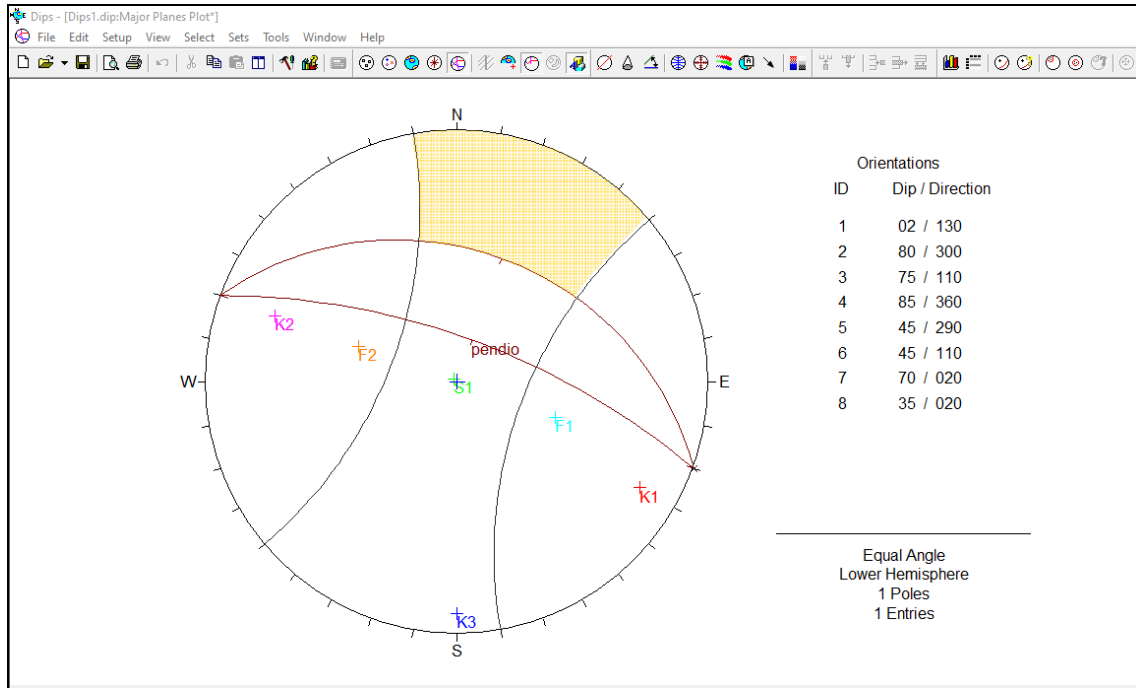 Dips - [Dips1.dip:Major Planes Plot*]
File Edit Setup View Select Sets Tools Window Help
N
Orientations
ID Dip / Direction
1 02 / 130
2 80 / 300
3 75 / 110
4 85 / 360
5 45 / 290
6 45 / 110
7 70 / 020
8 35 / 020
K2
F2
pendio
W
S1
E
F1
K1
K3
S
Equal Angle
Lower Hemisphere
1 Poles
1 Entries